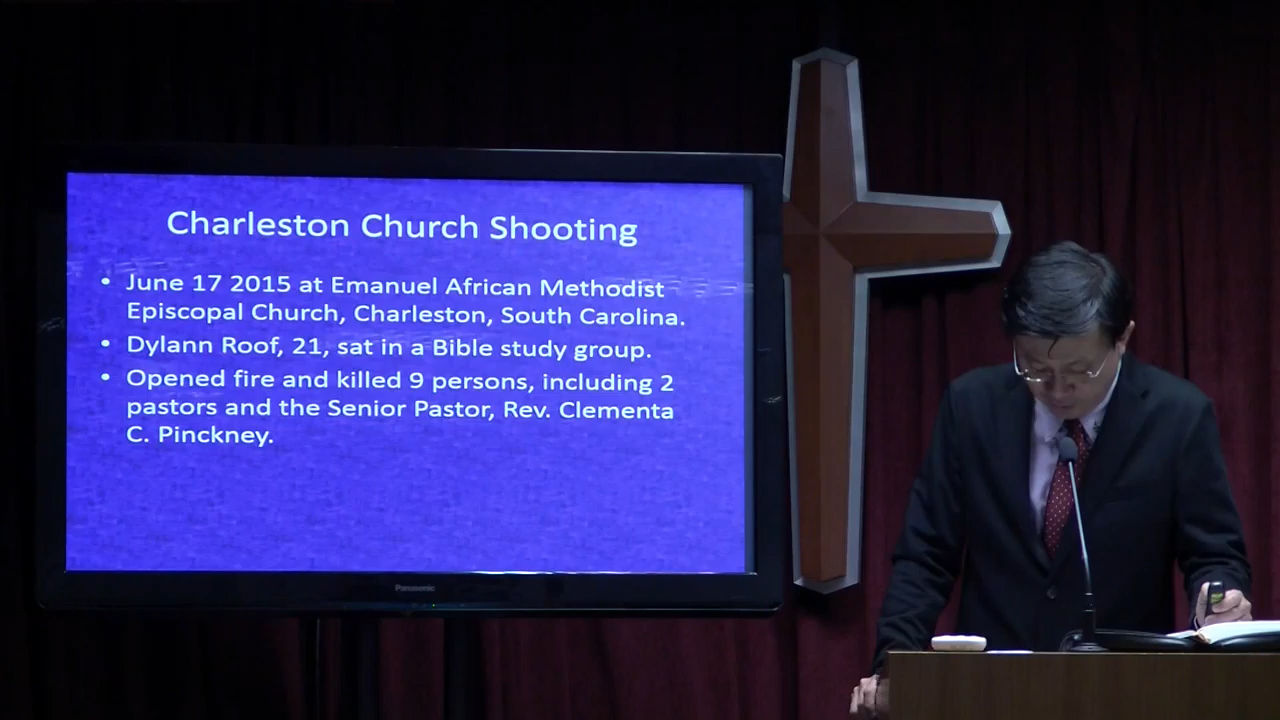 Charleston Church Shooting
• June 17 2015 at Emanuel African Methodist
Episcopal Church, Charleston, South Carolina.
• Dylann Roof, 21, sat in a Bible study group.
• Opened fire and killed 9 persons, including 2
pastors and the Senior Pastor, Rev. Clementa
C. Pinckney.
Panasonic